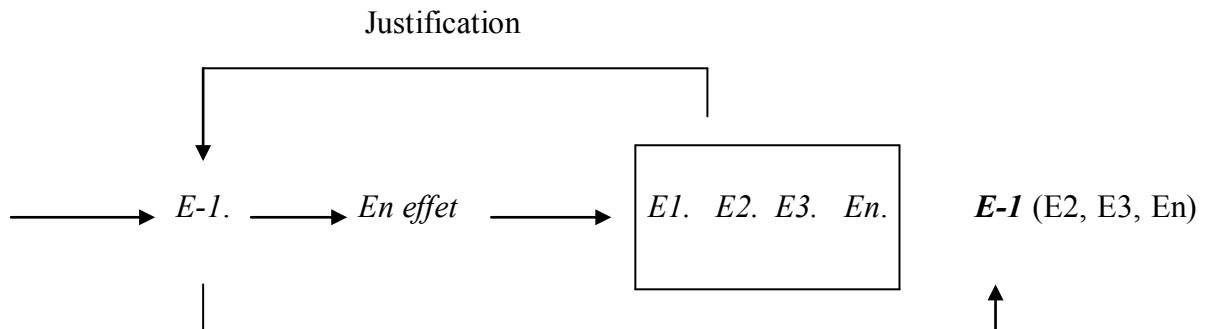 Justification
E-1. En effet E1. E2. E3. En. E-1 (E2, E3, En)